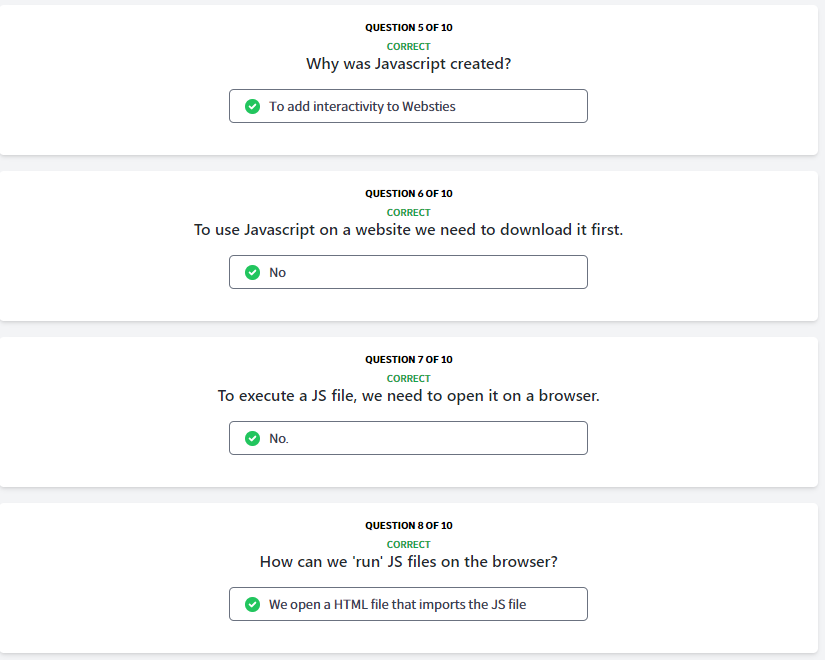 QUESTION 5 OF 10
CORRECT
Why was Javascript created?
To add interactivity to Websties
QUESTION 6 OF 10
CORRECT
To use Javascript on a website we need to download it first.
No
QUESTION 7 OF 10
CORRECT
To execute a JS file, we need to open it on a browser.
No.
QUESTION 8 OF 10
CORRECT
How can we 'run' JS files on the browser?
We open a HTML file that imports the JS file